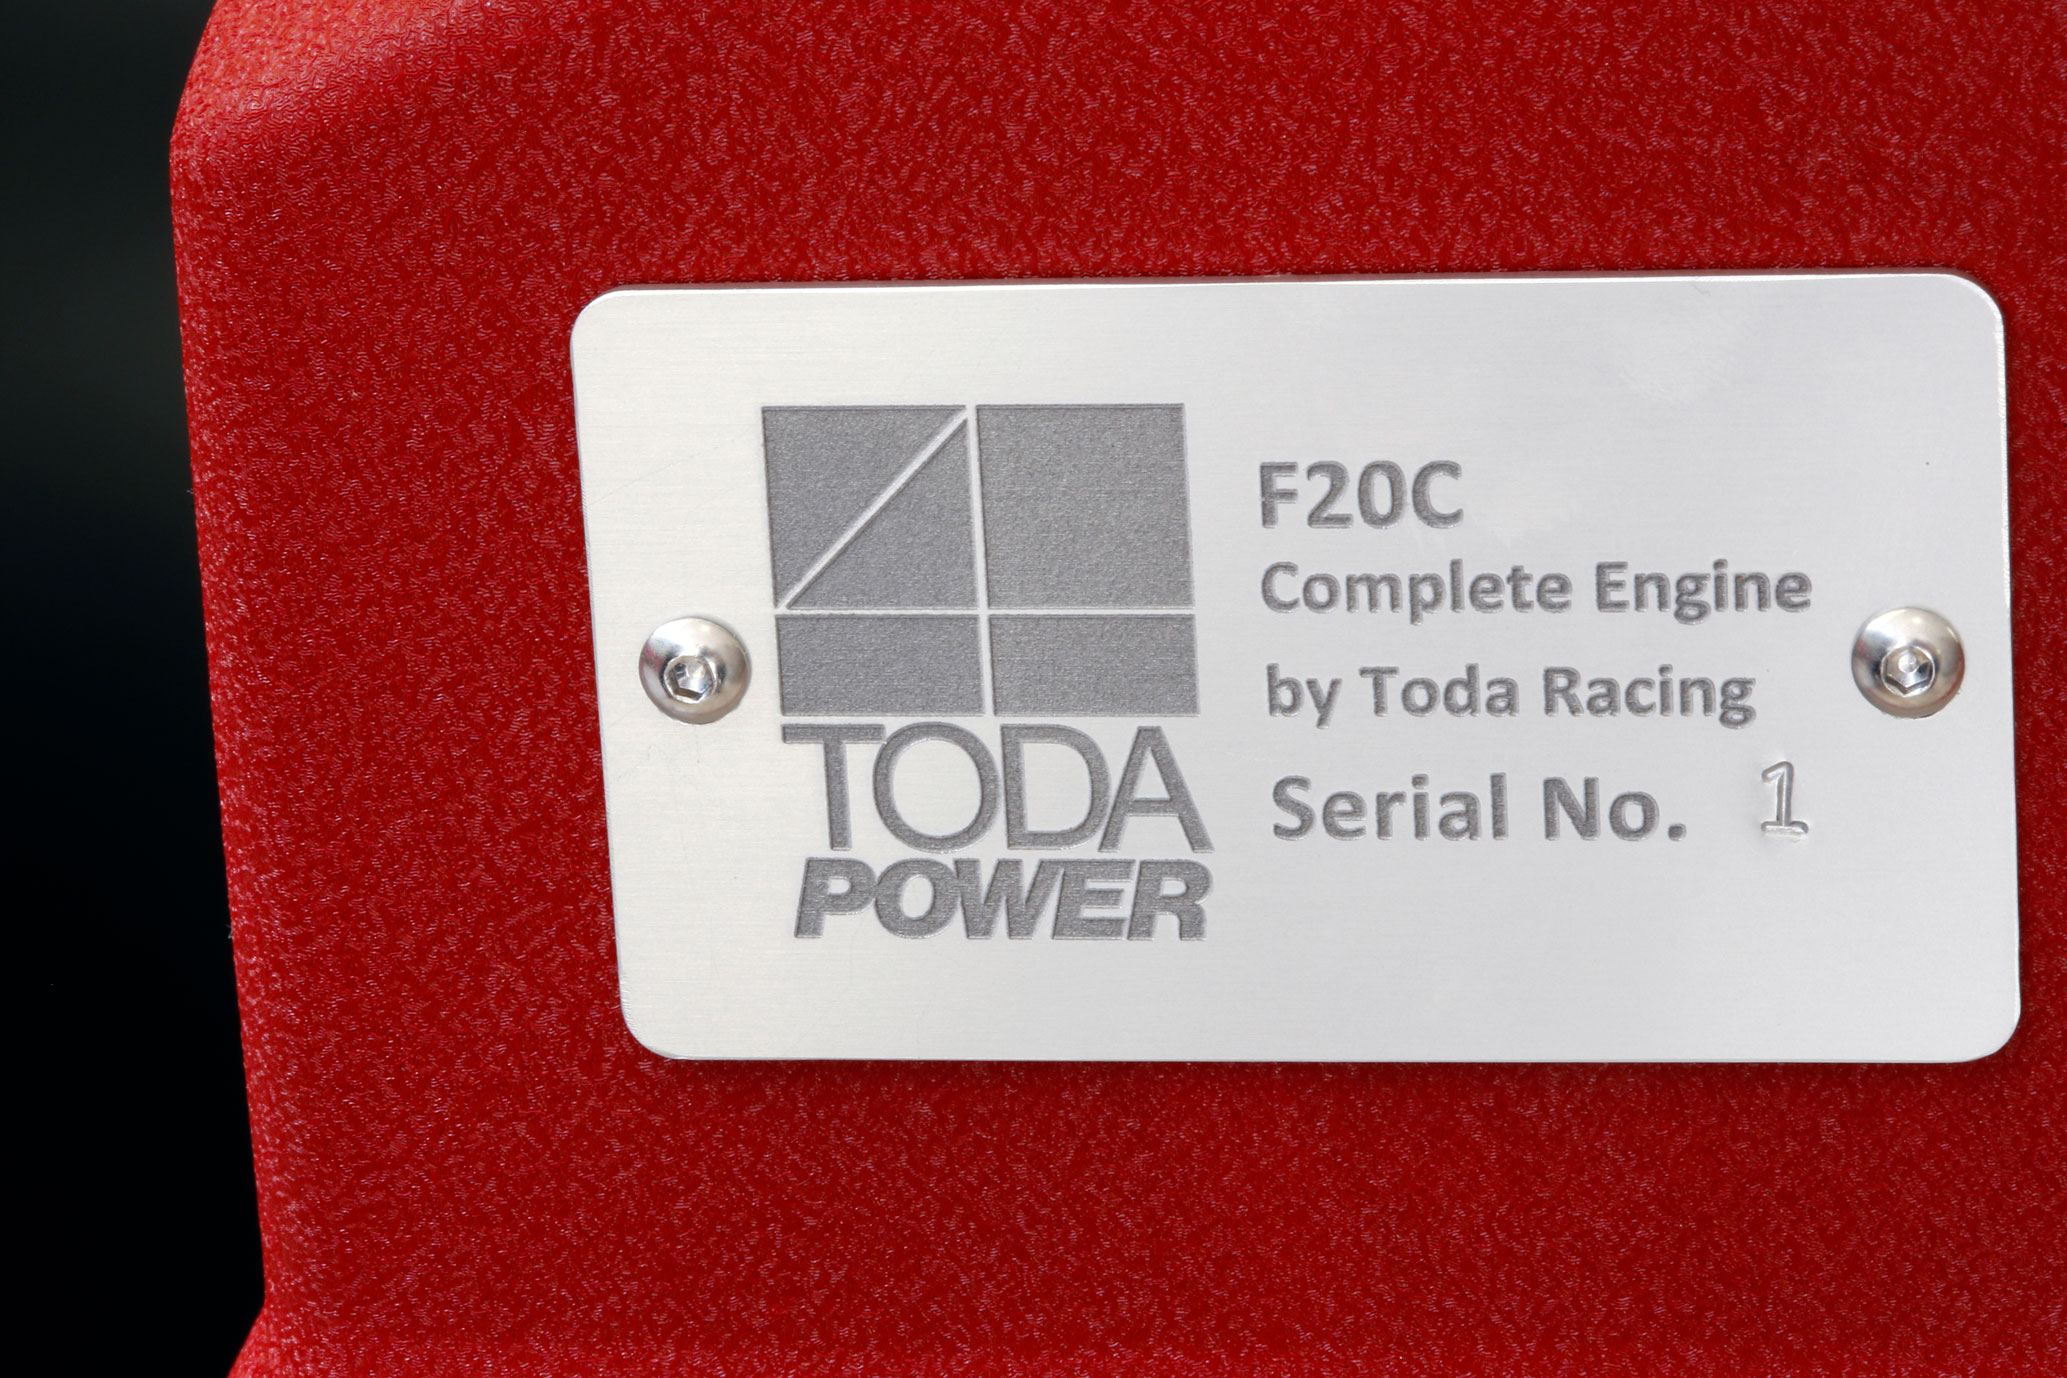 TODA
POWER
F20C
Complete Engine
by Toda Racing
Serial No. 1